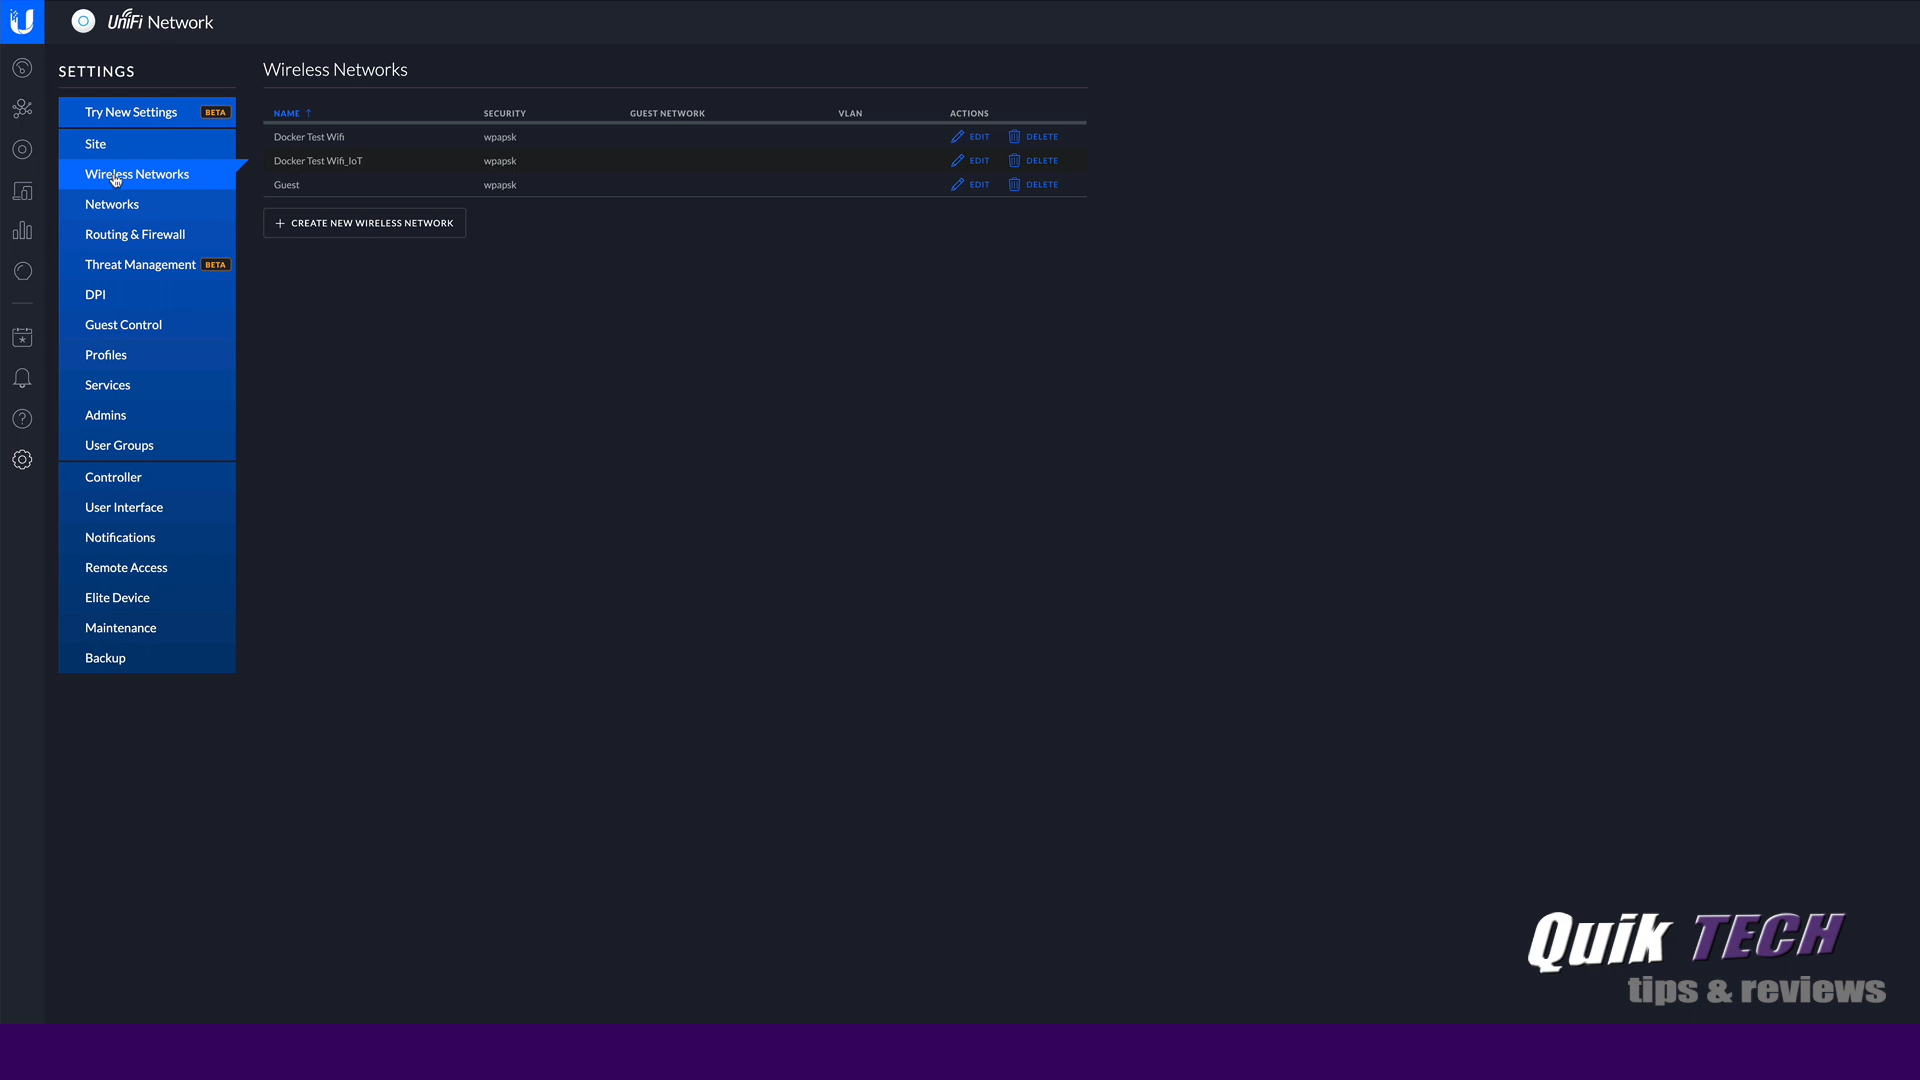 UniFi Network
SETTINGS
Try New Settings BETA
Site
Wireless Networks
Networks
Routing & Firewall
Threat Management BETA
DPI
Guest Control
Profiles
Services
Admins
User Groups
Controller
User Interface
Notifications
Remote Access
Elite Device
Maintenance
Backup
Wireless Networks
NAME ↑ SECURITY GUEST NETWORK VLAN ACTIONS
Docker Test Wifi wpapsk EDIT DELETE
Docker Test Wifi_IoT wpapsk EDIT DELETE
Guest wpapsk EDIT DELETE
+ CREATE NEW WIRELESS NETWORK
Quik TECH
tips & reviews